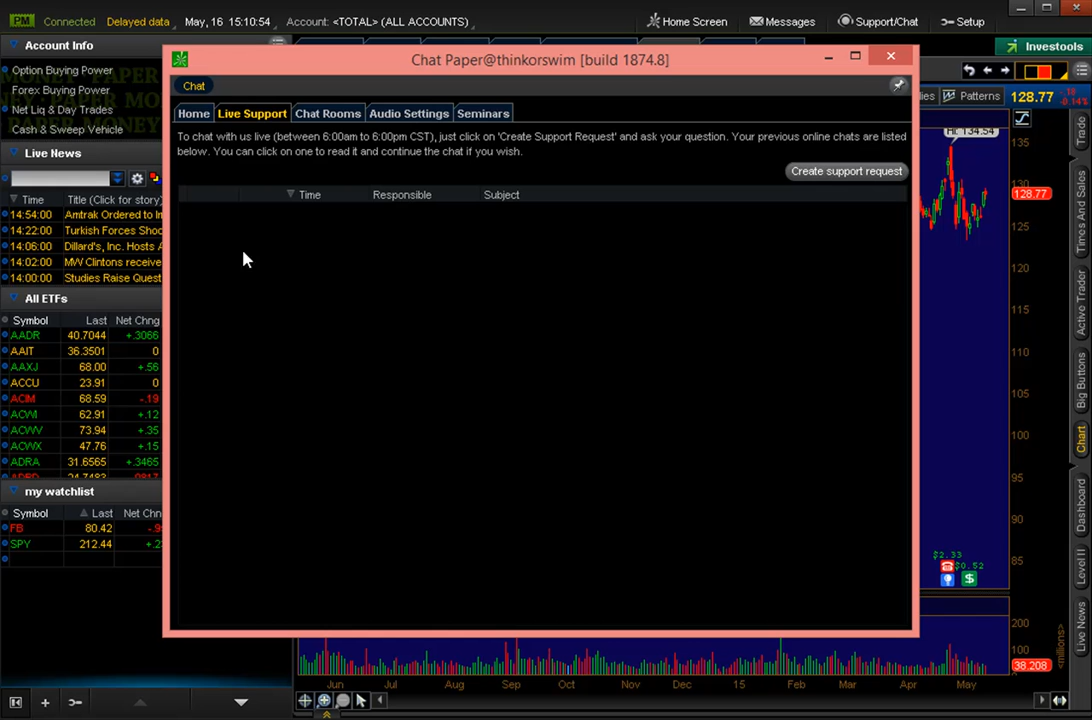 PM Connected Delayed data May, 16 15:10:54 Account: <TOTAL> (ALL ACCOUNTS) Home Screen Messages Support/Chat Setup
Account Info
Investools
Chat Paper@thinkorswim [build 1874.8]
Option Buying Power
Forex Buying Power
Net Liq & Day Trades
Cash & Sweep Vehicle
Chat
Patterns 128.77 -.18 -0.14%
Home Live Support Chat Rooms Audio Settings Seminars
To chat with us live (between 6:00am to 6:00pm CST), just click on 'Create Support Request' and ask your question. Your previous online chats are listed
below. You can click on one to read it and continue the chat if you wish.
Create support request
Time Responsible Subject
Live News
Time Title (Click for story)
14:54:00 Amtrak Ordered to
14:22:00 Turkish Forces
14:06:00 Dillard's, Inc. Hosts
14:02:00 MW Clintons receive
14:00:00 Studies Raise
All ETFs
Symbol Last Net Chng
AADR 40.7044 +.3066
AAIT 36.3501 0
AAXJ 68.00 +.56
ACCU 23.91 0
ACIM 68.59 -.19
ACWI 62.91 +.12
ACWV 73.94 +.35
ACWX 47.76 +.15
ADRA 31.6565 +.3465
my watchlist
Symbol Last Net Chng
FB 80.42
SPY 212.44
Hi: 134.54
135
130
128.77
125
120
115
110
105
100
95
90
85
$2.33
$0.52
200
100
38,208
<millions>
Jun Jul Aug Sep Oct Nov Dec Feb Mar Apr May
Trade
Times And Sales
Active Trader
Big Buttons
Chart
Dashboard
Level II
Live News